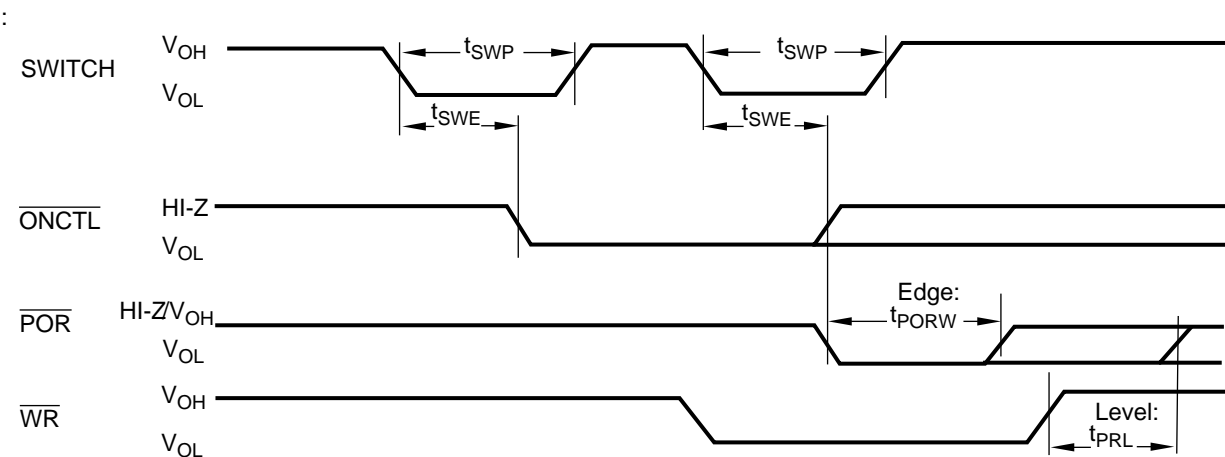 :
SWITCH
VOH
VOL
tSWP
tSWP
tSWE
tSWE
ONCTL
HI-Z
VOL
POR
HI-Z/VOH
VOL
Edge:
tPORW
WR
VOH
VOL
Level:
tPRL